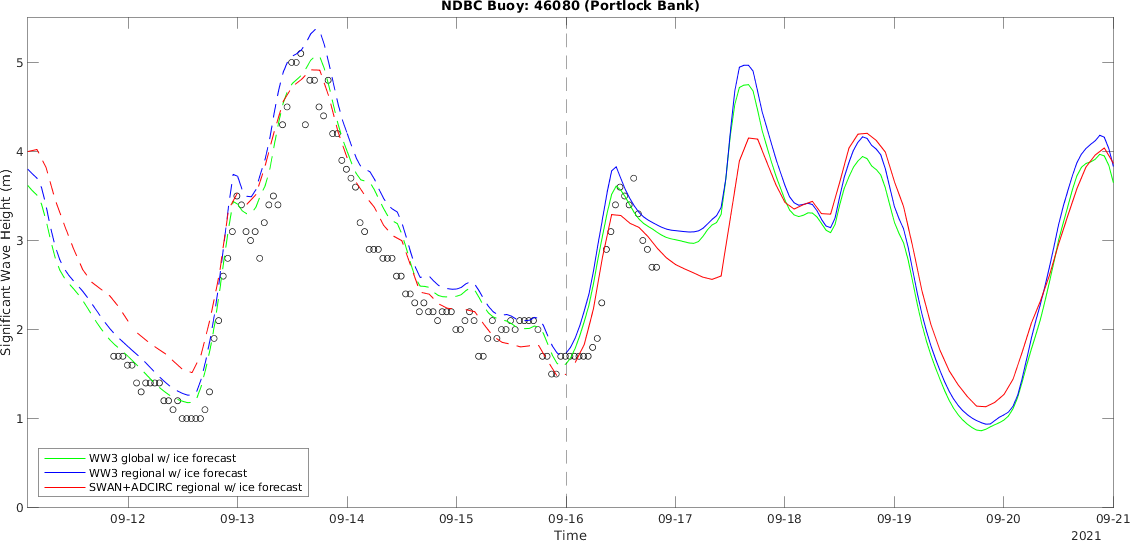 NDBC Buoy: 46080 (Portlock Bank)
Significant Wave Height (m)
5
4
3
2
1
0
WW3 global w/ ice forecast
WW3 regional w/ ice forecast
SWAN+ADCIRC regional w/ ice forecast
09-12 09-13 09-14 09-15 09-16 09-17 09-18 09-19 09-20 09-21
Time
2021